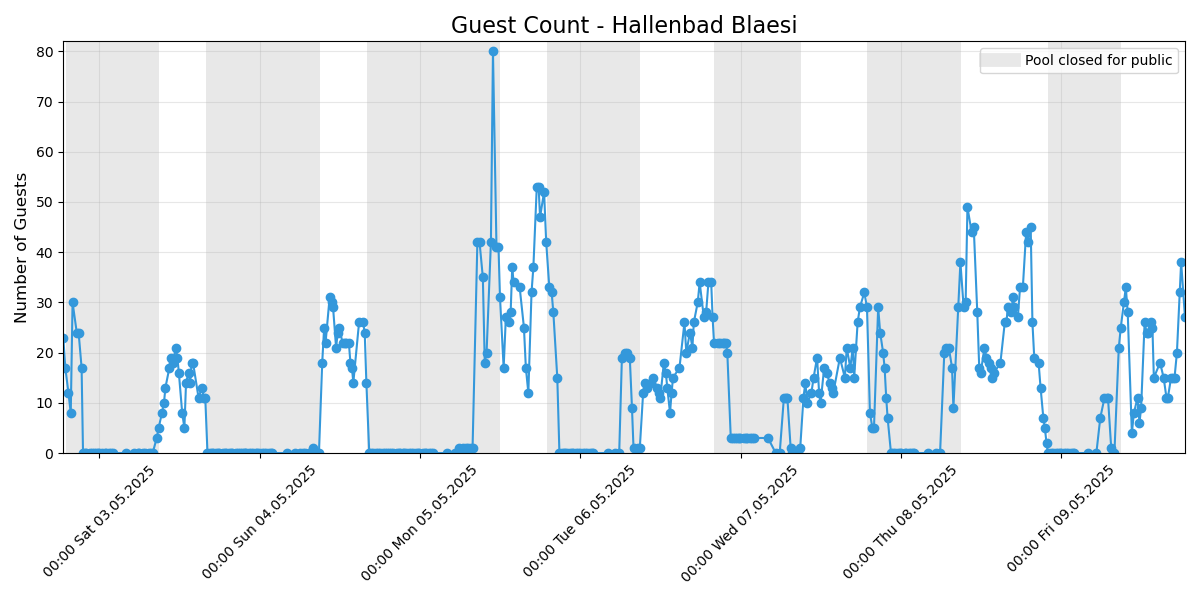 Guest Count - Hallenbad Blaesi
Pool closed for public
Number of Guests
80
70
60
50
40
30
20
10
0
00:00 Sat 03.05.2025
00:00 Sun 04.05.2025
00:00 Mon 05.05.2025
00:00 Tue 06.05.2025
00:00 Wed 07.05.2025
00:00 Thu 08.05.2025
00:00 Fri 09.05.2025